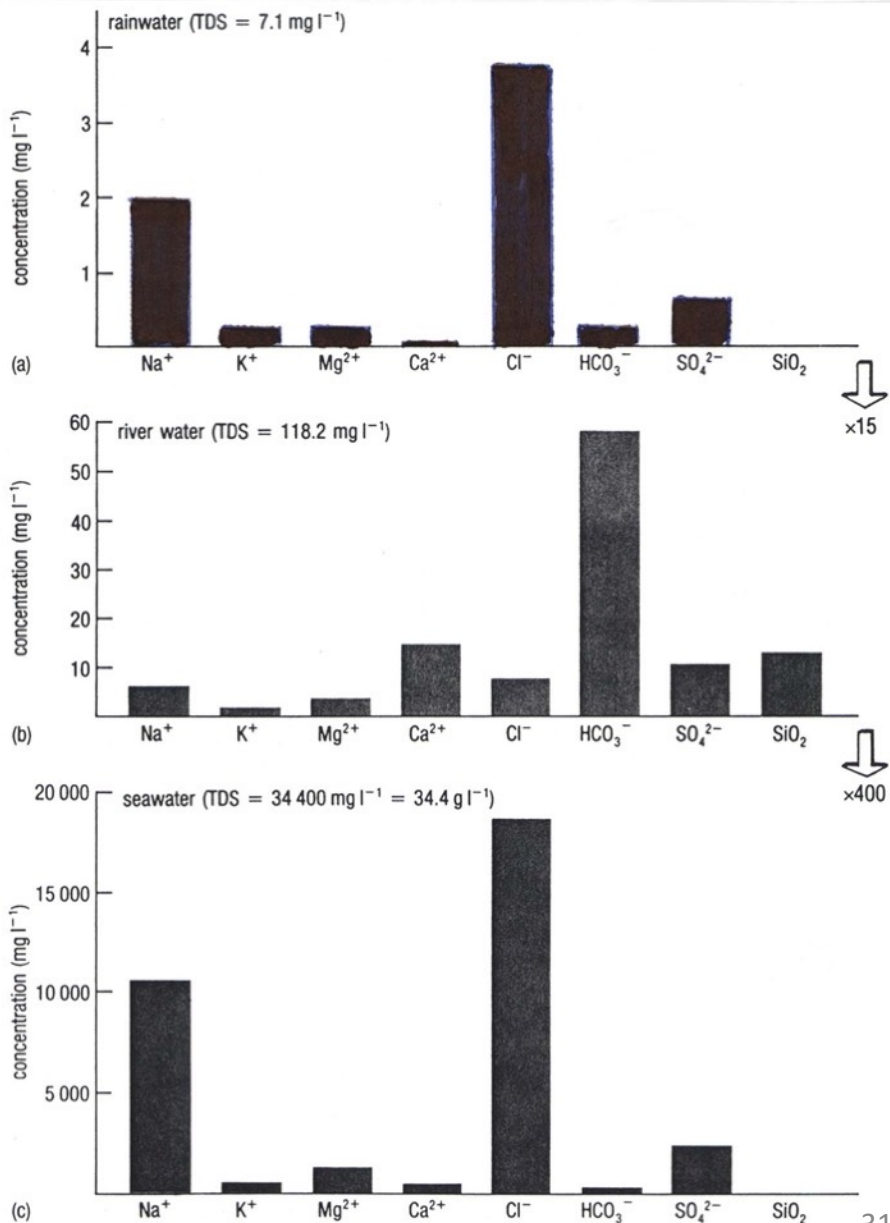 rainwater (TDS = 7.1 mg l⁻¹)
4
3
2
1
concentration (mg l⁻¹)
(a)
Na⁺ K⁺ Mg²⁺ Ca²⁺ Cl⁻ HCO₃⁻ SO₄²⁻ SiO₂
×15
river water (TDS = 118.2 mg l⁻¹)
60
50
40
30
20
10
concentration (mg l⁻¹)
(b)
Na⁺ K⁺ Mg²⁺ Ca²⁺ Cl⁻ HCO₃⁻ SO₄²⁻ SiO₂
×400
seawater (TDS = 34 400 mg l⁻¹ = 34.4 g l⁻¹)
20 000
15 000
10 000
5 000
concentration (mg l⁻¹)
(c)
Na⁺ K⁺ Mg²⁺ Ca²⁺ Cl⁻ HCO₃⁻ SO₄²⁻ SiO₂